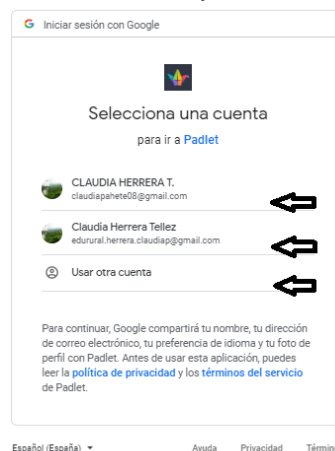 Iniciar sesión con Google
Selecciona una cuenta
para ir a Padlet
CLAUDIA HERRERA T.
claudiapahete08@gmail.com
Claudia Herrera Tellez
edurural.herrera.claudiap@gmail.com
Usar otra cuenta
Para continuar, Google compartirá tu nombre, tu dirección
de correo electrónico, tu preferencia de idioma y tu foto de
perfil con Padlet. Antes de usar esta aplicación, puedes
leer la política de privacidad y los términos del servicio
de Padlet.
Español (España) Ayuda Privacidad Términ